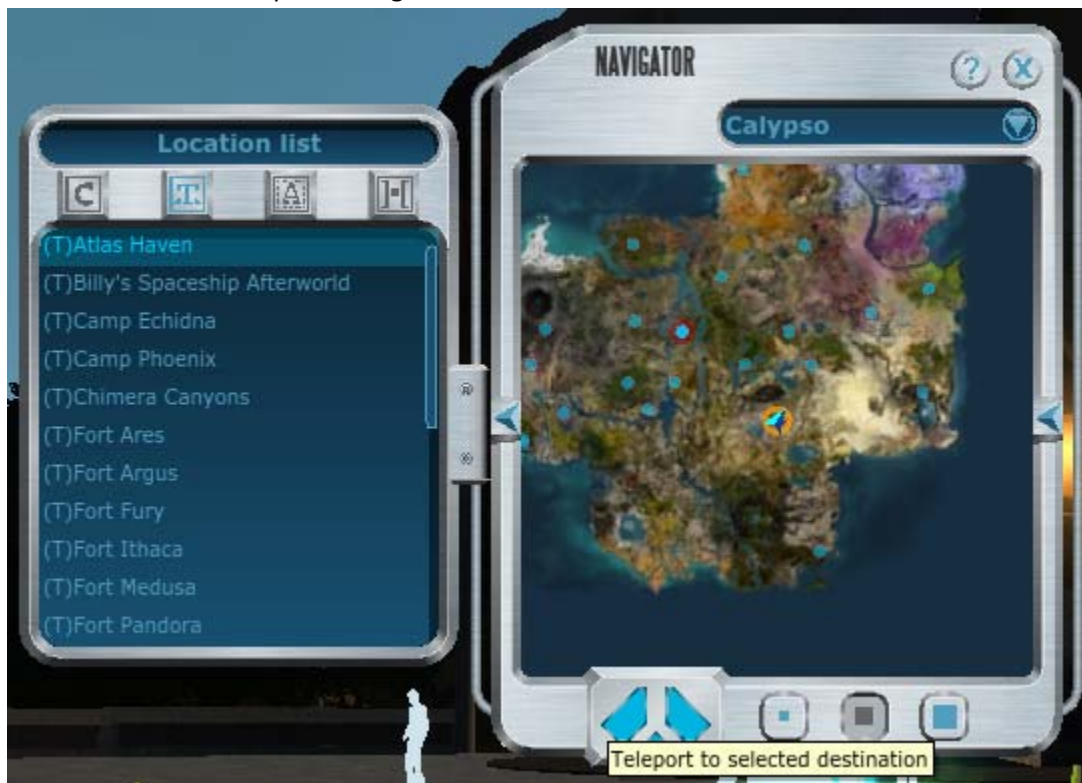 NAVIGATOR
?
X
Calypso
Location list
C
.T.
A
H
(T)Atlas Haven
(T)Billy's Spaceship Afterworld
(T)Camp Echidna
(T)Camp Phoenix
(T)Chimera Canyons
(T)Fort Ares
(T)Fort Argus
(T)Fort Fury
(T)Fort Ithaca
(T)Fort Medusa
(T)Fort Pandora
Teleport to selected destination